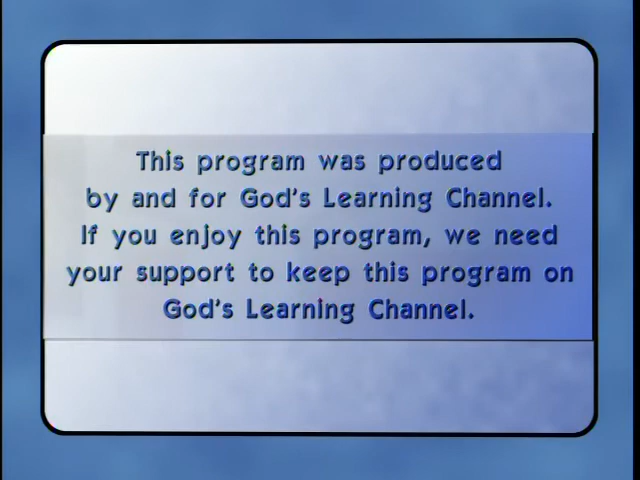 This program was produced
by and for God's Learning Channel.
If you enjoy this program, we need
your support to keep this program on
God's Learning Channel.